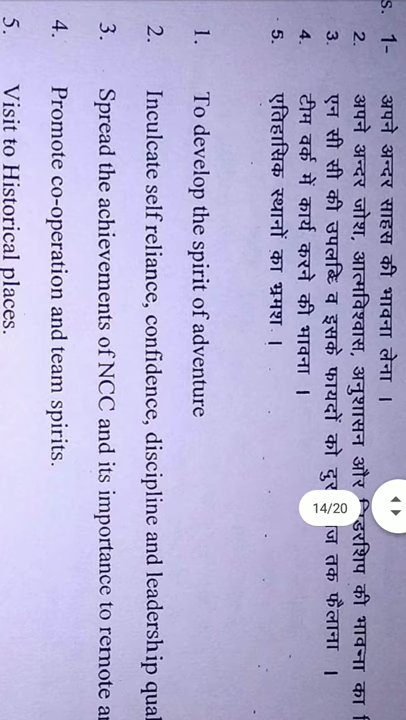 S. 1- अपने अन्दर साहस की भावना लेना ।
2. अपने अन्दर जोश, आत्मविश्वास, अनुशासन और की भावना का
3. एन सी सी की उपलब्धि व इसके फायदों को तक फैलाना ।
4. टीम वर्क में कार्य करने की भावना ।
5. एतिहासिक स्थानों का भ्रमश ।
1. To develop the spirit of adventure
2. Inculcate self reliance, confidence, discipline and leadership qual
3. Spread the achievements of NCC and its importance to remote
4. Promote co-operation and team spirits.
5. Visit to Historical places.
14/20